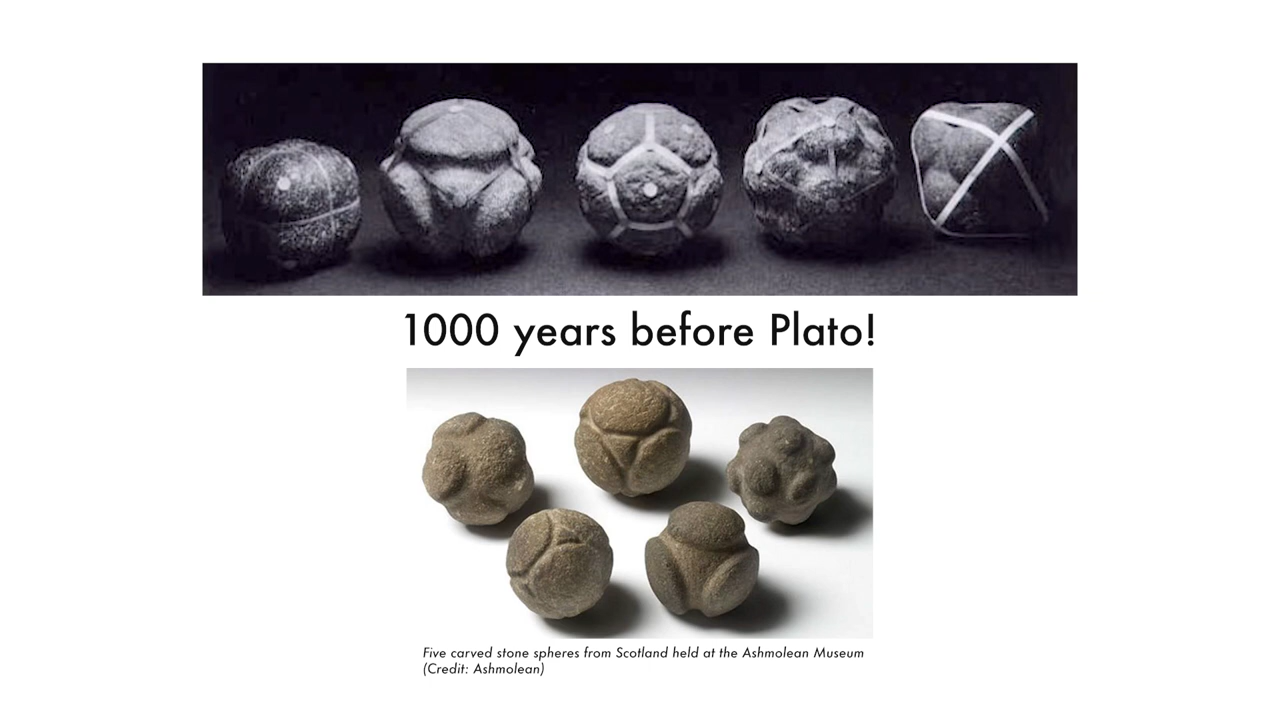 1000 years before Plato!
Five carved stone spheres from Scotland held at the Ashmolean Museum
(Credit: Ashmolean)